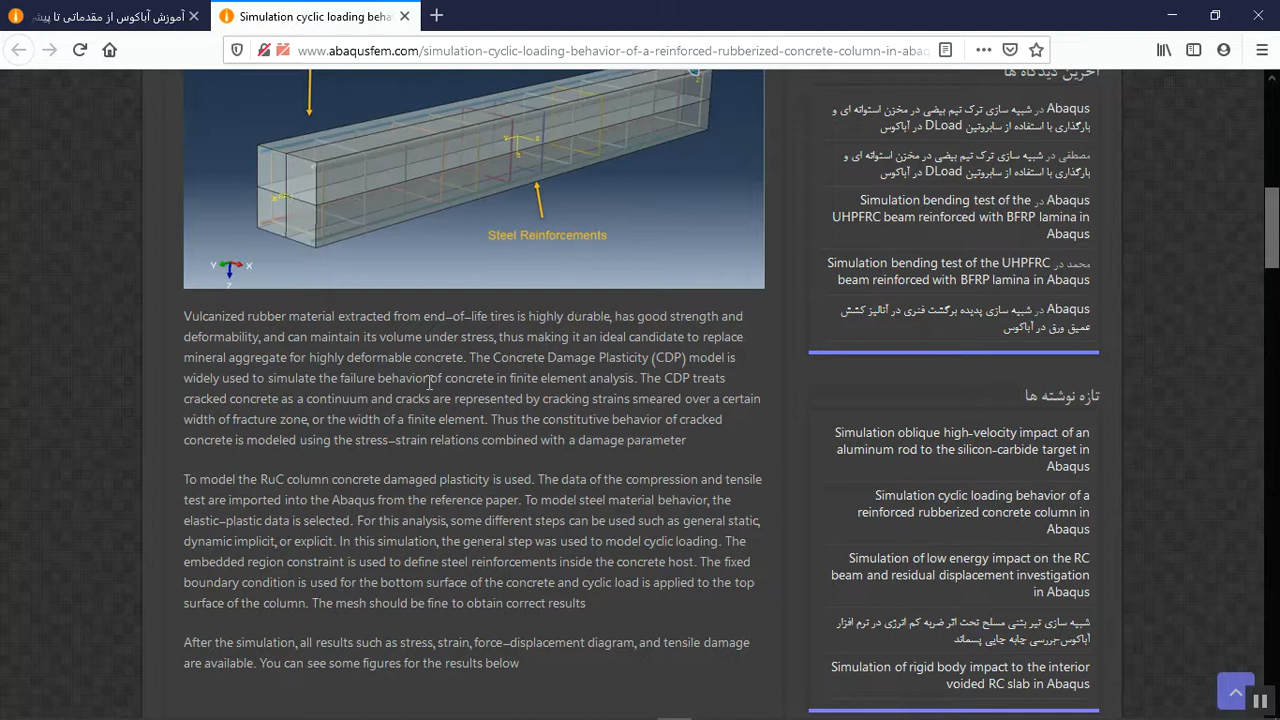 آموزش آباکوس از مقدماتی تا پیشر
Simulation cyclic loading beha
www.abaqusfem.com/simulation-cyclic-loading-behavior-of-a-reinforced-rubberized-concrete-column-in-abaq
Steel Reinforcements
Y X
Z
Vulcanized rubber material extracted from end-of-life tires is highly durable, has good strength and
deformability, and can maintain its volume under stress, thus making it an ideal candidate to replace
mineral aggregate for highly deformable concrete. The Concrete Damage Plasticity (CDP) model is
widely used to simulate the failure behavior of concrete in finite element analysis. The CDP treats
cracked concrete as a continuum and cracks are represented by cracking strains smeared over a certain
width of fracture zone, or the width of a finite element. Thus the constitutive behavior of cracked
concrete is modeled using the stress-strain relations combined with a damage parameter
To model the RuC column concrete damaged plasticity is used. The data of the compression and tensile
test are imported into the Abaqus from the reference paper. To model steel material behavior, the
elastic-plastic data is selected. For this analysis, some different steps can be used such as general static,
dynamic implicit, or explicit. In this simulation, the general step was used to model cyclic loading. The
embedded region constraint is used to define steel reinforcements inside the concrete host. The fixed
boundary condition is used for the bottom surface of the concrete and cyclic load is applied to the top
surface of the column. The mesh should be fine to obtain correct results
After the simulation, all results such as stress, strain, force-displacement diagram, and tensile damage
are available. You can see some figures for the results below
آخرین دیدگاه ها
Abaqus در شبیه سازی ترک تیم بیضی در مخزن استوانه ای و
بارگذاری با استفاده از سابروتین DLoad در آباکوس
مصطفی در شبیه سازی ترک تیم بیضی در مخزن استوانه ای و
بارگذاری با استفاده از سابروتین DLoad در آباکوس
Simulation bending test of the در Abaqus
UHPFRC beam reinforced with BFRP lamina in
Abaqus
Simulation bending test of the UHPFRC در محمد
beam reinforced with BFRP lamina in Abaqus
Abaqus در شبیه سازی پدیده برگشت فنری در آنالیز کشش
عمیق ورق در آباکوس
تازه نوشته ها
Simulation oblique high-velocity impact of an
aluminum rod to the silicon-carbide target in
Abaqus
Simulation cyclic loading behavior of a
reinforced rubberized concrete column in
Abaqus
Simulation of low energy impact on the RC
beam and residual displacement investigation
in Abaqus
شبیه سازی تیر بتنی مسلح تحت اثر ضربه کم انرژی در نرم افزار
آباکوس-بررسی جابه جایی پسماند
Simulation of rigid body impact to the interior
voided RC slab in Abaqus